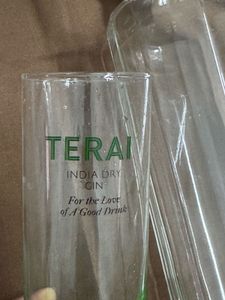 TERAI
INDIA DRY
GIN
For the Love
of A Good Drink